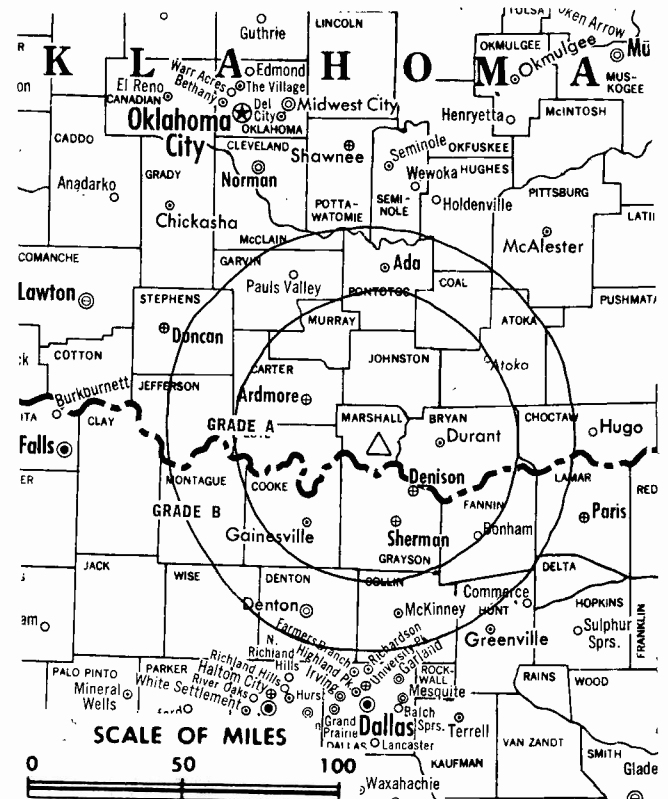 TULSA
Broken Arrow
Guthrie
LINCOLN
K L A H O M A
OKMULGEE
Okmulgee
Mu
MUS-
KOGEE
Edmond
Warr Acres
The Village
Bethany
El Reno
CANADIAN
Del
City
Midwest City
Oklahoma
City
OKLAHOMA
Henryetta
McINTOSH
CADDO
CLEVELAND
Shawnee
Seminole
OKFUSKEE
Norman
Wewoka
HUGHES
GRADY
Anadarko
POTTA-
WATOMIE
SEMI-
NOLE
Holdenville
PITTSBURG
Chickasha
LATI
McCLAIN
McAlester
COMANCHE
GARVIN
Ada
Lawton
Pauls Valley
COAL
STEPHENS
PONTOTOC
PUSHMATA
MURRAY
ATOKA
Duncan
COTTON
JOHNSTON
CARTER
Atoka
JEFFERSON
Burkburnett
Ardmore
ITA
CLAY
MARSHALL
BRYAN
CHOCTAW
GRADE A
Durant
Hugo
Falls
MONTAGUE
COOKE
Denison
LAMAR
ER
RED
FANNIN
GRADE B
Paris
Gainesville
Sherman
Bonham
GRAYSON
JACK
WISE
DENTON
COLLIN
DELTA
Commerce
HUNT
HOPKINS
Denton
McKinney
am
Sulphur
Sprs.
Greenville
FRANKLIN
Farmers Branch
Richardson
N.
Richland
Hills
Highland Pk.
University Pk.
Garland
Richland Hills
Irving
ROCK-
WALL
RAINS
WOOD
PALO PINTO
PARKER
Haltom City
River Oaks
Mineral
Wells
White Settlement
Hurst
Mesquite
Grand
Prairie
Dallas
Balch
Sprs.
Terrell
SCALE OF MILES
DALLAS
Lancaster
VAN ZANDT
KAUFMAN
SMITH
Glade
0 50 100
Waxahachie